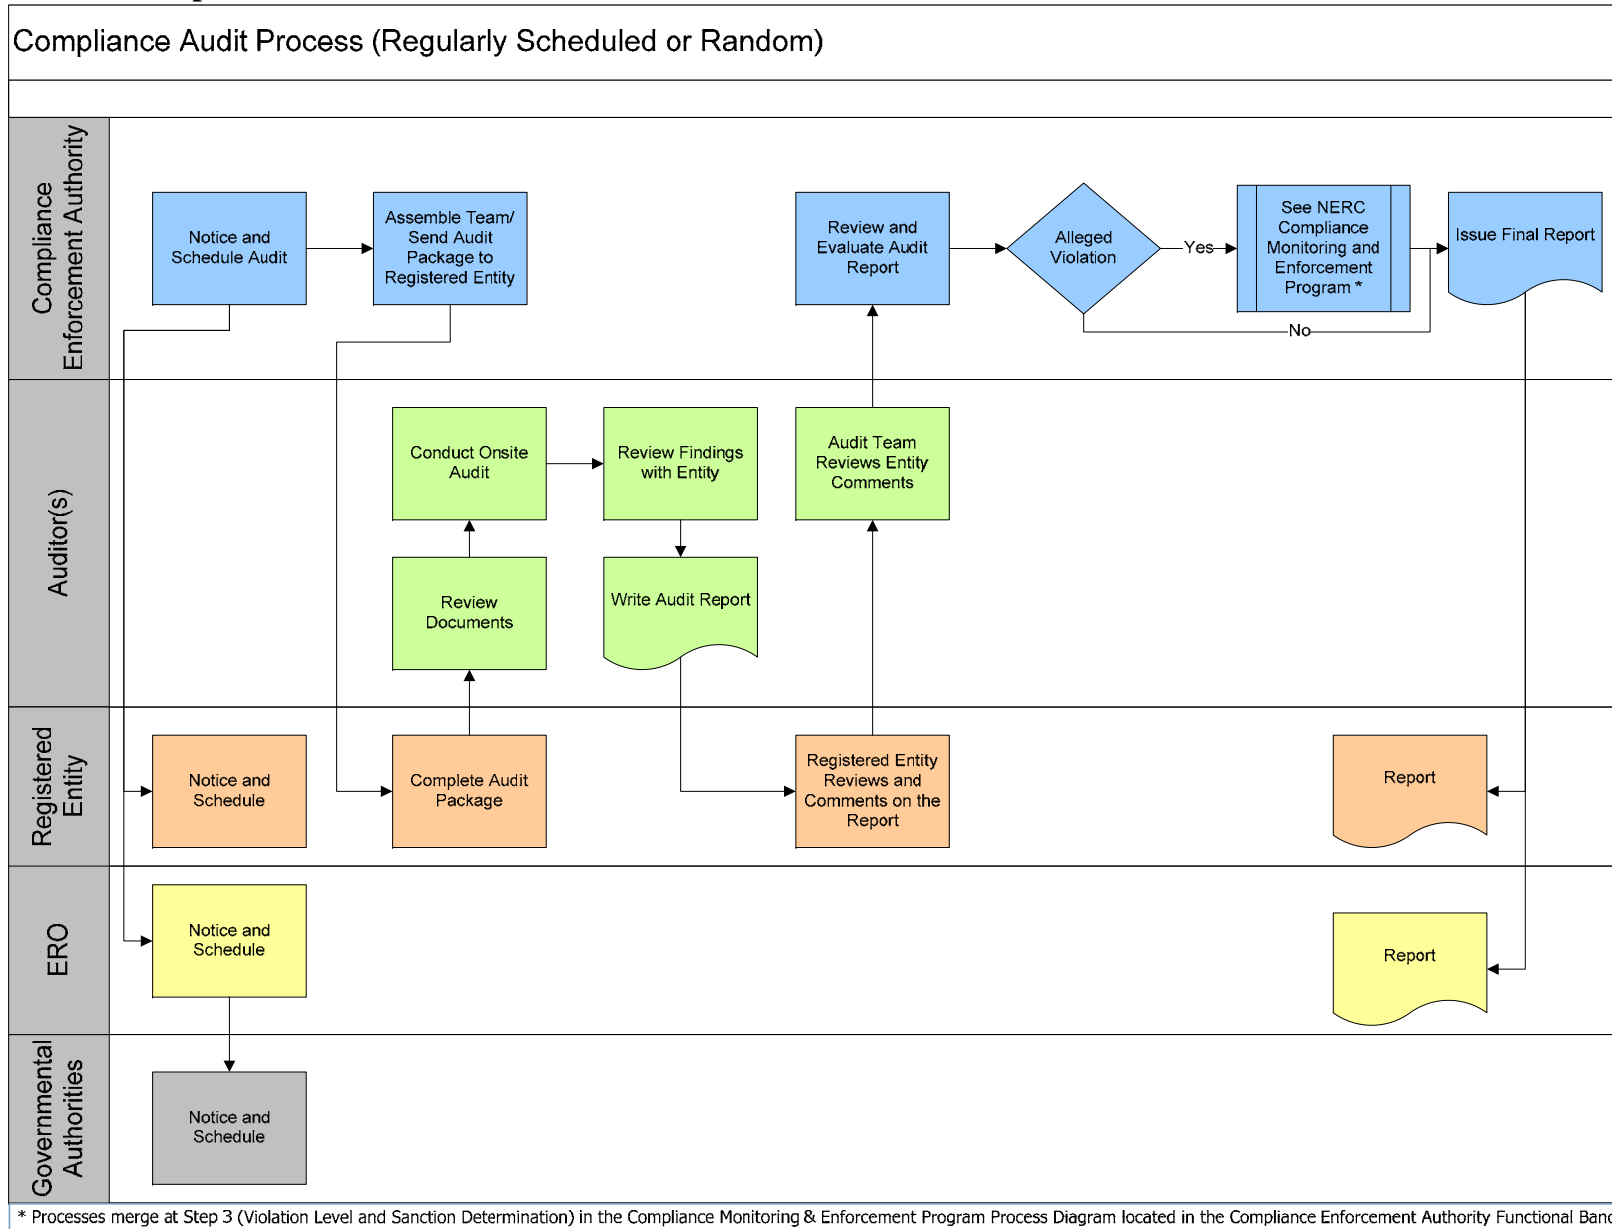 Compliance Audit Process (Regularly Scheduled or Random)
Compliance
Enforcement Authority
Notice and
Schedule Audit
Assemble Team/
Send Audit
Package to
Registered Entity
Review and
Evaluate Audit
Report
Alleged
Violation
Yes
No
See NERC
Compliance
Monitoring and
Enforcement
Program *
Issue Final Report
Auditor(s)
Conduct Onsite
Audit
Review Findings
with Entity
Audit Team
Reviews Entity
Comments
Review
Documents
Write Audit Report
Registered
Entity
Notice and
Schedule
Complete Audit
Package
Registered Entity
Reviews and
Comments on the
Report
Report
ERO
Notice and
Schedule
Report
Governmental
Authorities
Notice and
Schedule
* Processes merge at Step 3 (Violation Level and Sanction Determination) in the Compliance Monitoring & Enforcement Program Process Diagram located in the Compliance Enforcement Authority Functional Band